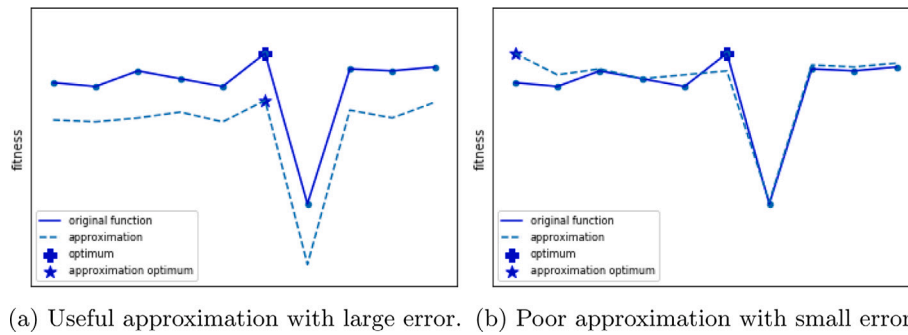 fitness
original function
approximation
optimum
approximation optimum
fitness
original function
approximation
optimum
approximation optimum
(a) Useful approximation with large error. (b) Poor approximation with small error